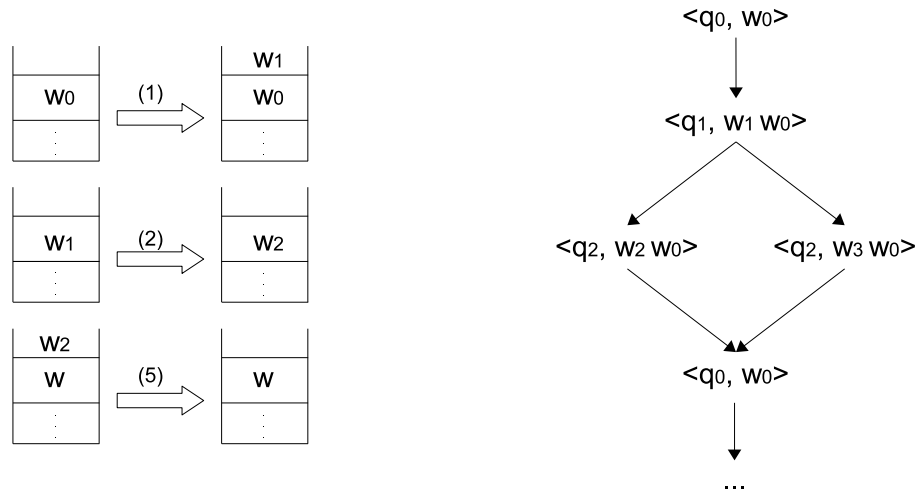 w0 (1) w1
w0
w1 (2) w2
w2
w (5) w
<q0, w0>
<q1, w1 w0>
<q2, w2 w0> <q2, w3 w0>
<q0, w0>
...